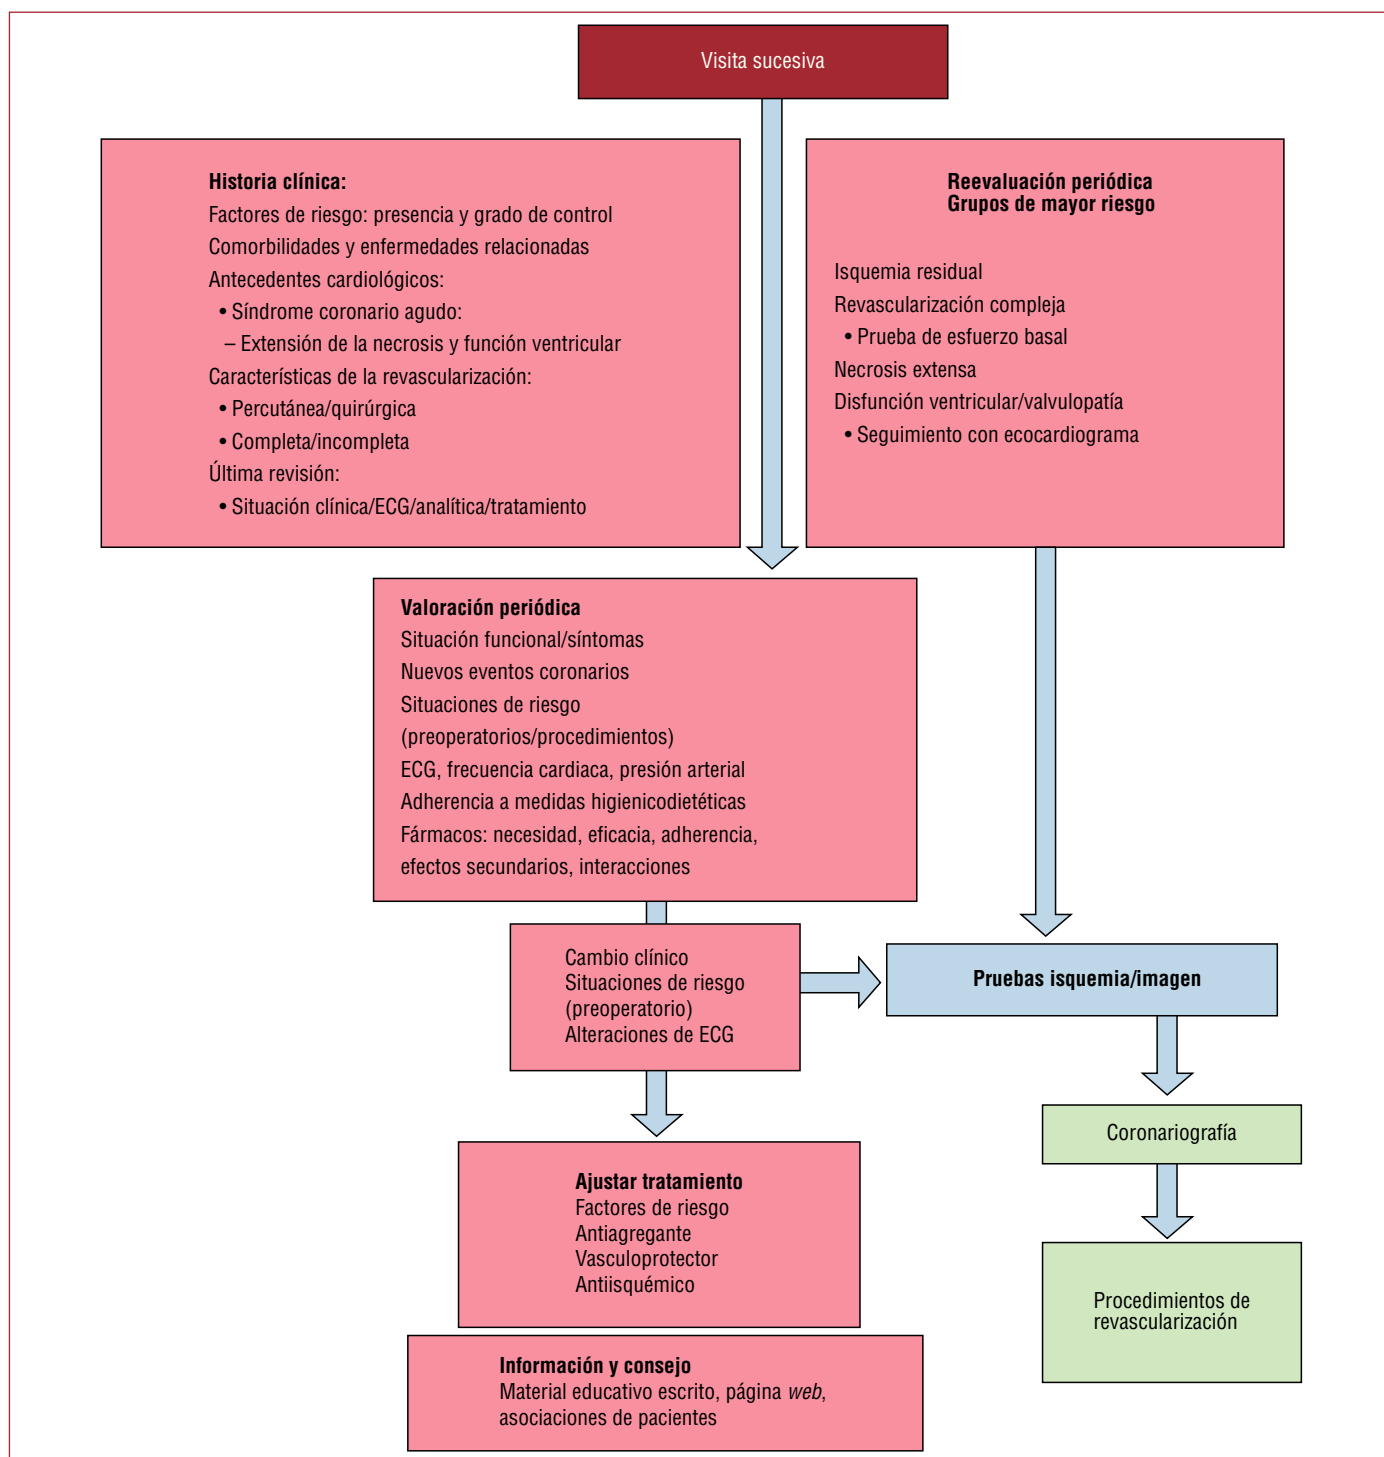 Visita sucesiva
Historia clínica:
Factores de riesgo: presencia y grado de control
Comorbilidades y enfermedades relacionadas
Antecedentes cardiológicos:
• Síndrome coronario agudo:
– Extensión de la necrosis y función ventricular
Características de la revascularización:
• Percutánea/quirúrgica
• Completa/incompleta
Última revisión:
• Situación clínica/ECG/analítica/tratamiento
Reevaluación periódica
Grupos de mayor riesgo
Isquemia residual
Revascularización compleja
• Prueba de esfuerzo basal
Necrosis extensa
Disfunción ventricular/valvulopatía
• Seguimiento con ecocardiograma
Valoración periódica
Situación funcional/síntomas
Nuevos eventos coronarios
Situaciones de riesgo
(preoperatorios/procedimientos)
ECG, frecuencia cardiaca, presión arterial
Adherencia a medidas higienicodietéticas
Fármacos: necesidad, eficacia, adherencia,
efectos secundarios, interacciones
Cambio clínico
Situaciones de riesgo
(preoperatorio)
Alteraciones de ECG
Pruebas isquemia/imagen
Coronariografía
Procedimientos de
revascularización
Ajustar tratamiento
Factores de riesgo
Antiagregante
Vasculoprotector
Antiisquémico
Información y consejo
Material educativo escrito, página web,
asociaciones de pacientes